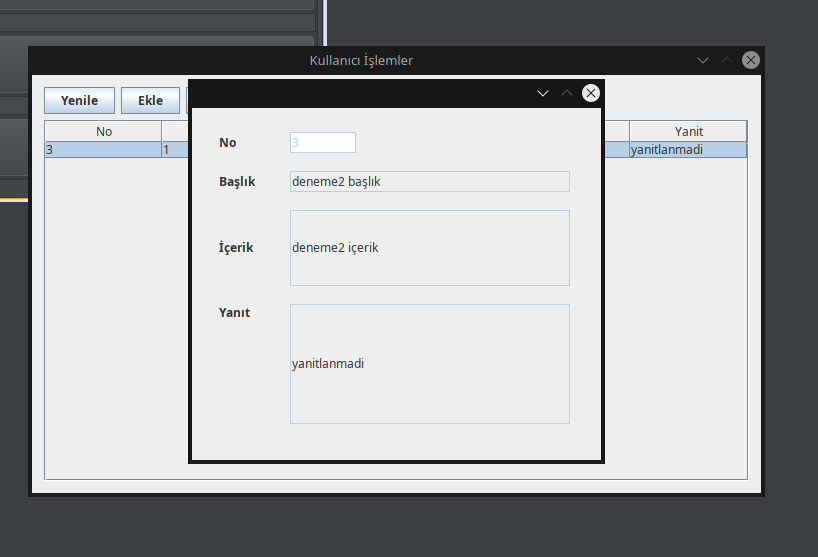 Kullanıcı İşlemler
Yenile
Ekle
No
Yanit
3
1
yanitlanmadi
No
3
Başlık
deneme2 başlık
İçerik
deneme2 içerik
Yanıt
yanitlanmadi